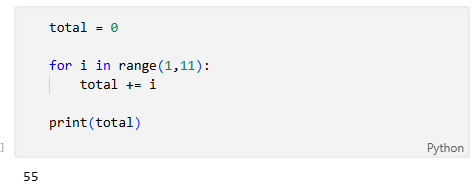 total = 0
for i in range(1,11):
    total += i
print(total)
]
Python
55